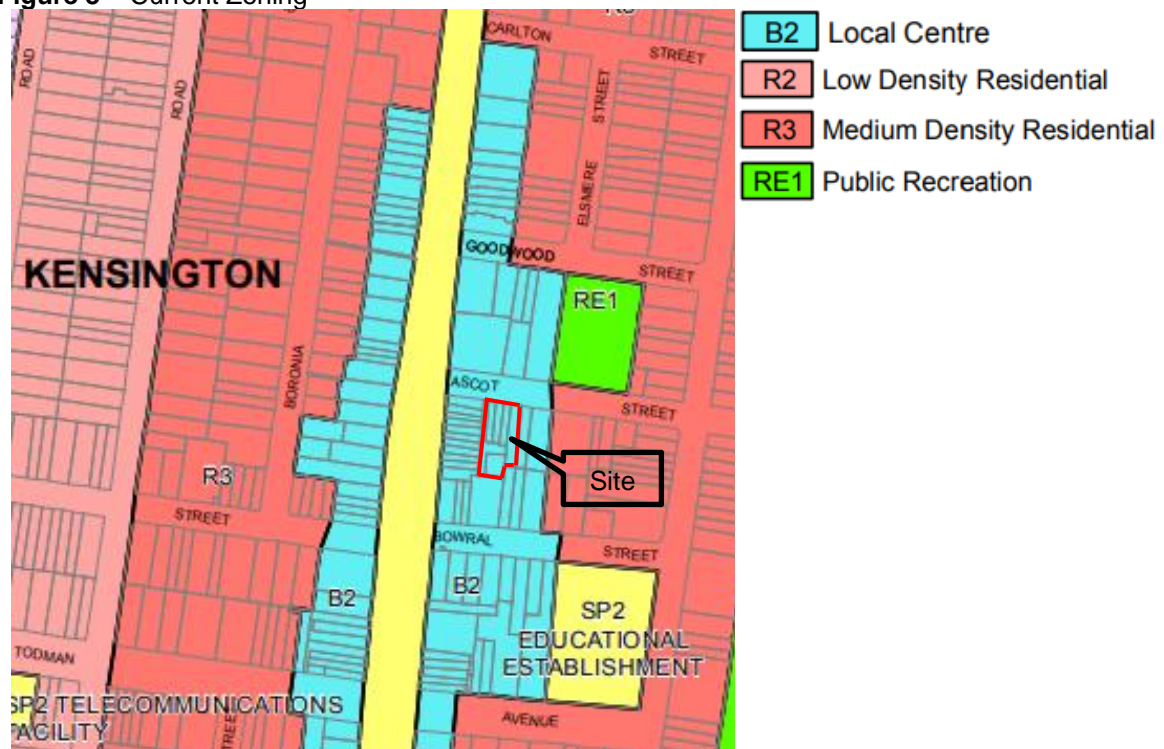 Figure
Current Zoning
CARLTON
STREET
ROAD
ROAD
STREET
ELSMERE
GOODWOOD
STREET
KENSINGTON
RE1
BORONIA
ASCOT
STREET
Site
R3
STREET
BOWRAL
STREET
B2
B2
SP2
EDUCATIONAL
ESTABLISHMENT
TODMAN
SP2 TELECOMMUNICATIONS
FACILITY
STREET
AVENUE
B2 Local Centre
R2 Low Density Residential
R3 Medium Density Residential
RE1 Public Recreation